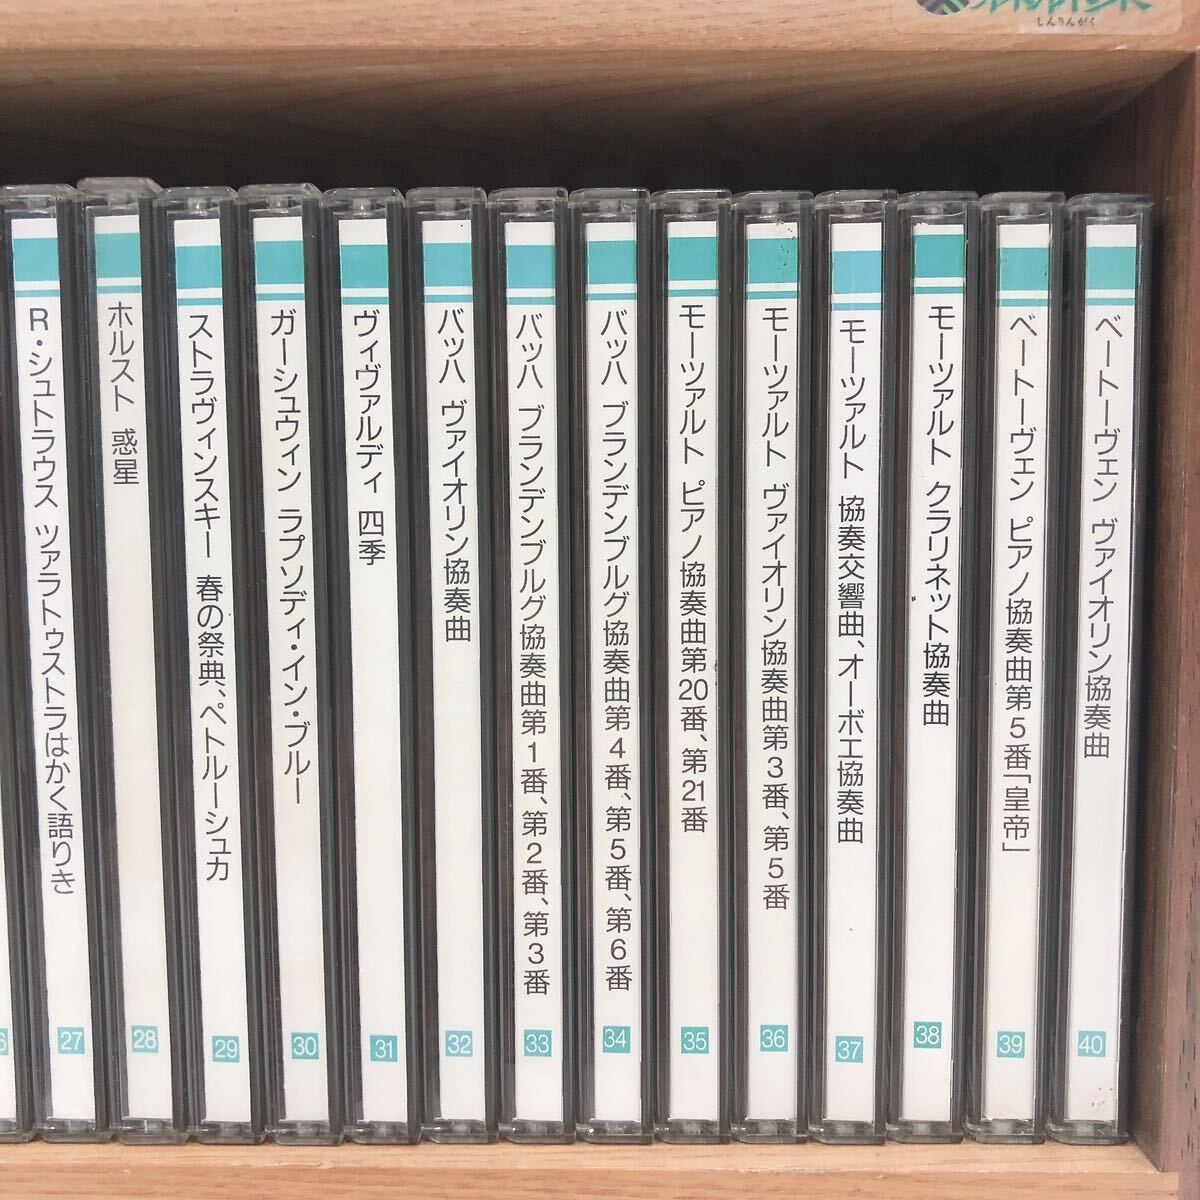 しんりんがく
R・シュトラウス ツァラトゥストラはかく語りき
27
ホルスト 惑星
28
ストラヴィンスキー 春の祭典、ペトルーシュカ
29
ガーシュウィン ラプソディ・イン・ブルー
30
ヴィヴァルディ 四季
31
バッハ ヴァイオリン協奏曲
32
バッハ ブランデンブルグ協奏曲第1番、第2番、第3番
33
バッハ ブランデンブルグ協奏曲第4番、第5番、第6番
34
モーツァルト ピアノ協奏曲第20番、第21番
35
モーツァルト ヴァイオリン協奏曲第3番、第5番
36
モーツァルト 協奏交響曲、オーボエ協奏曲
37
モーツァルト クラリネット協奏曲
38
ベートーヴェン ピアノ協奏曲第5番「皇帝」
39
ベートーヴェン ヴァイオリン協奏曲
40